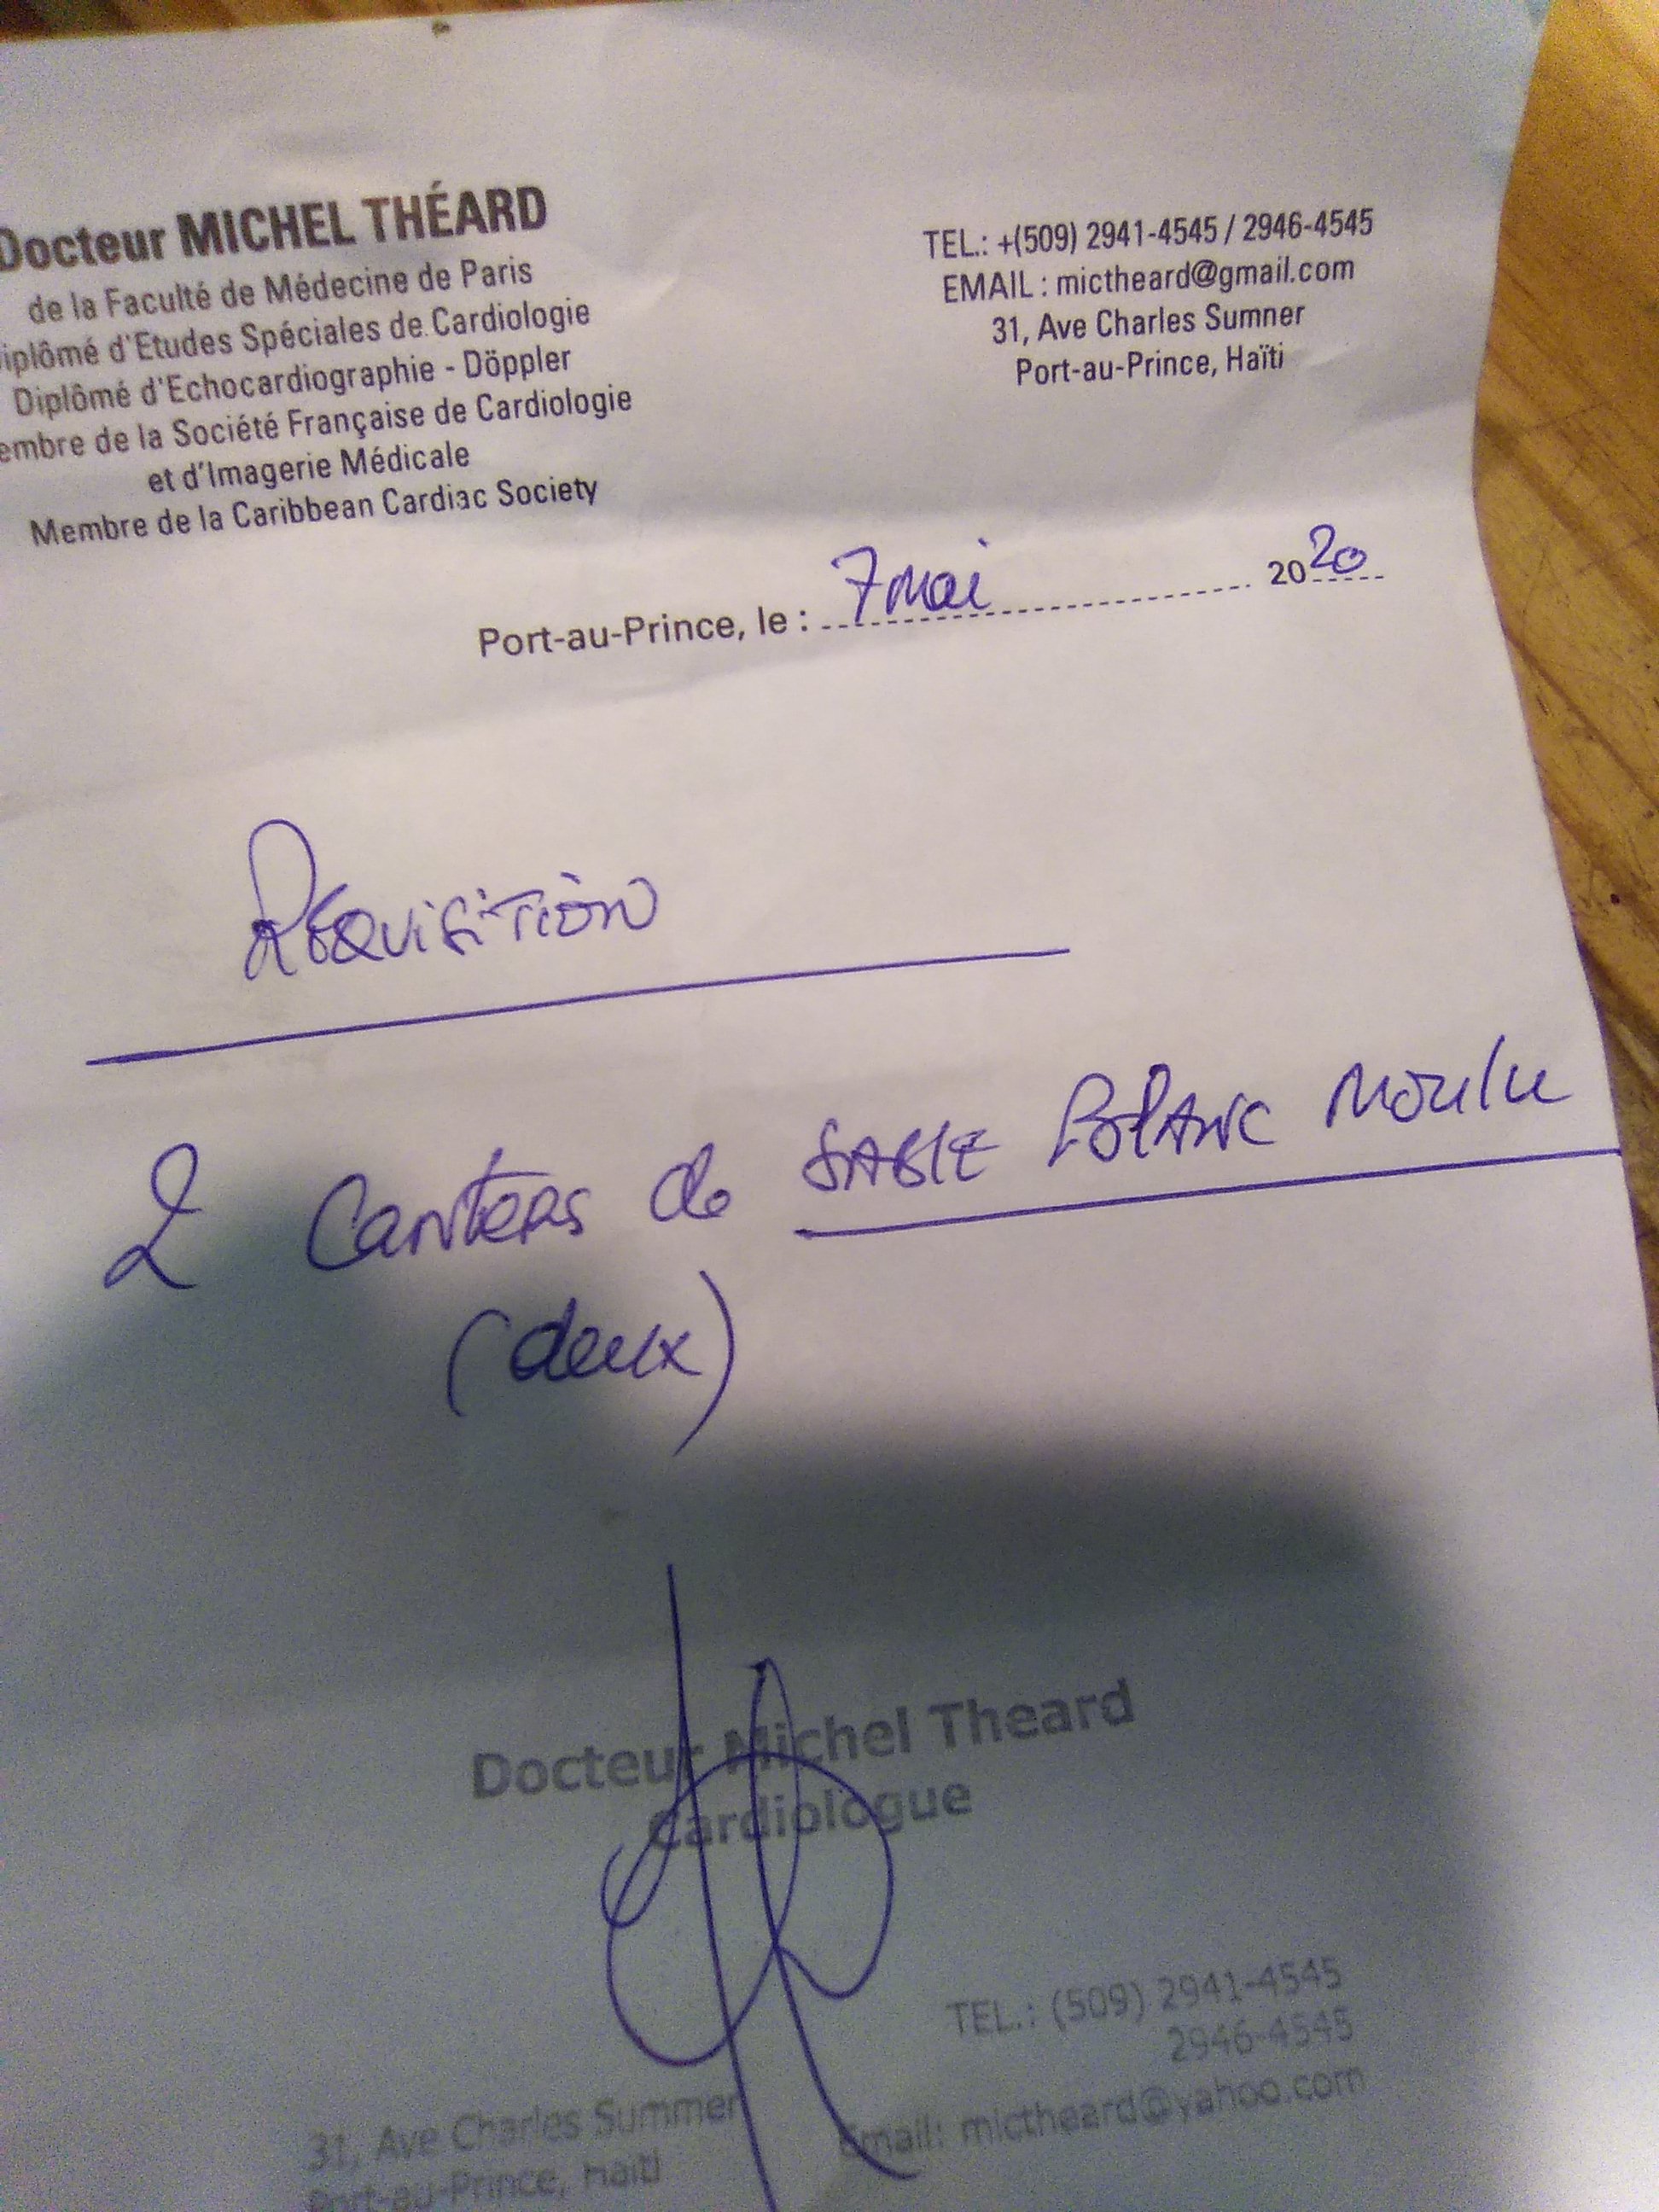 Docteur MICHEL THÉARD
de la Faculté de Médecine de Paris
iplômé d'Etudes Spéciales de Cardiologie
Diplômé d'Echocardiographie - Döppler
embre de la Société Française de Cardiologie
et d'Imagerie Médicale
Membre de la Caribbean Cardiac Society
TEL.: +(509) 2941-4545 / 2946-4545
EMAIL : mictheard@gmail.com
31, Ave Charles Sumner
Port-au-Prince, Haïti
Port-au-Prince, le : 7 mai 2020
Réquisition
2 Canters de SABLE BLANC Moulu
(deux)
Docteur Michel Theard
Cardiologue
TEL.: (509) 2941-4545
2946-4545
Email: mictheard@yahoo.com
31, Ave Charles Summer
Port-au-Prince, Haiti